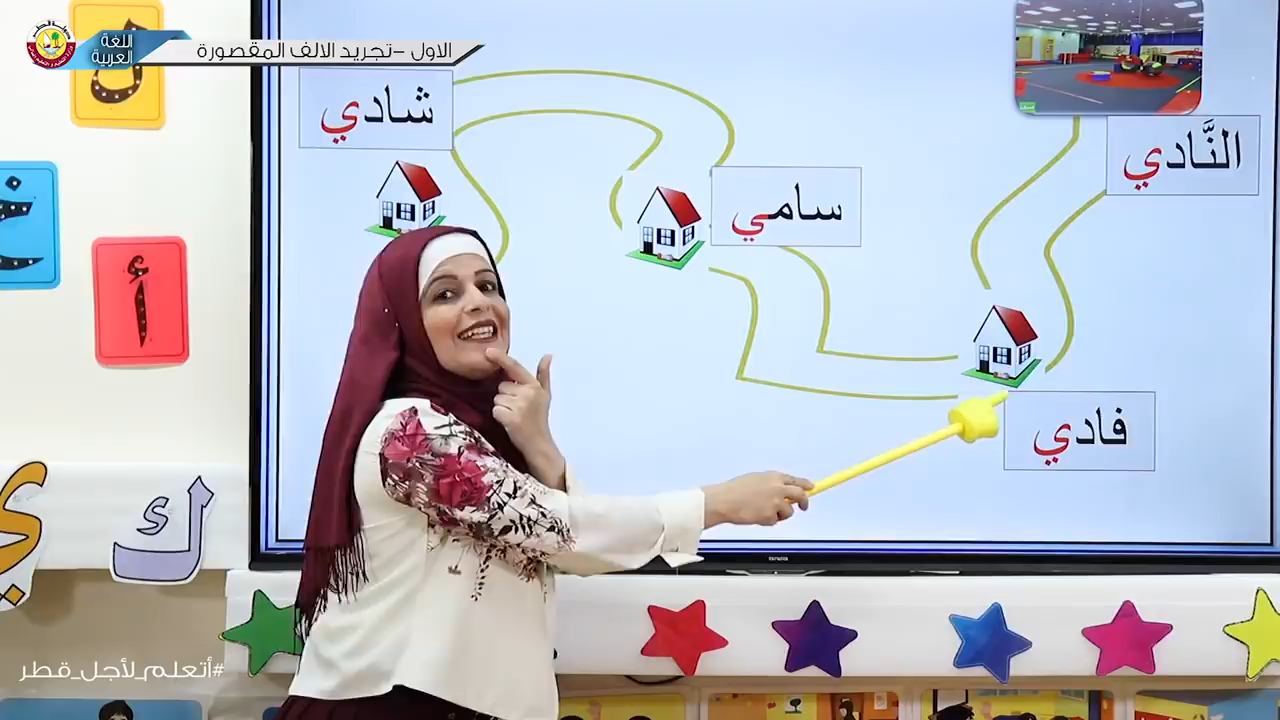 اللغة
العربية
الاول -تجريد الالف المقصورة
شادي
سامي
النَّادي
فادي
ل
غ
أ
ي
ك
#أتعلم_لأجل_قطر